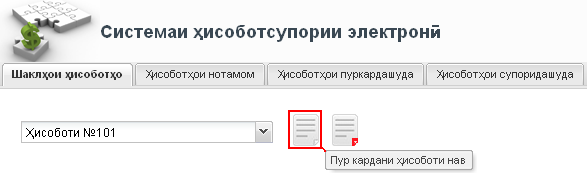 Системаи ҳисоботсупории электронӣ
Шаклҳои ҳисоботҳо
Ҳисоботҳои нотамом
Ҳисоботҳои пуркардашуда
Ҳисоботҳои супоридашуда
Ҳисоботи №101
Пур кардани ҳисоботи нав